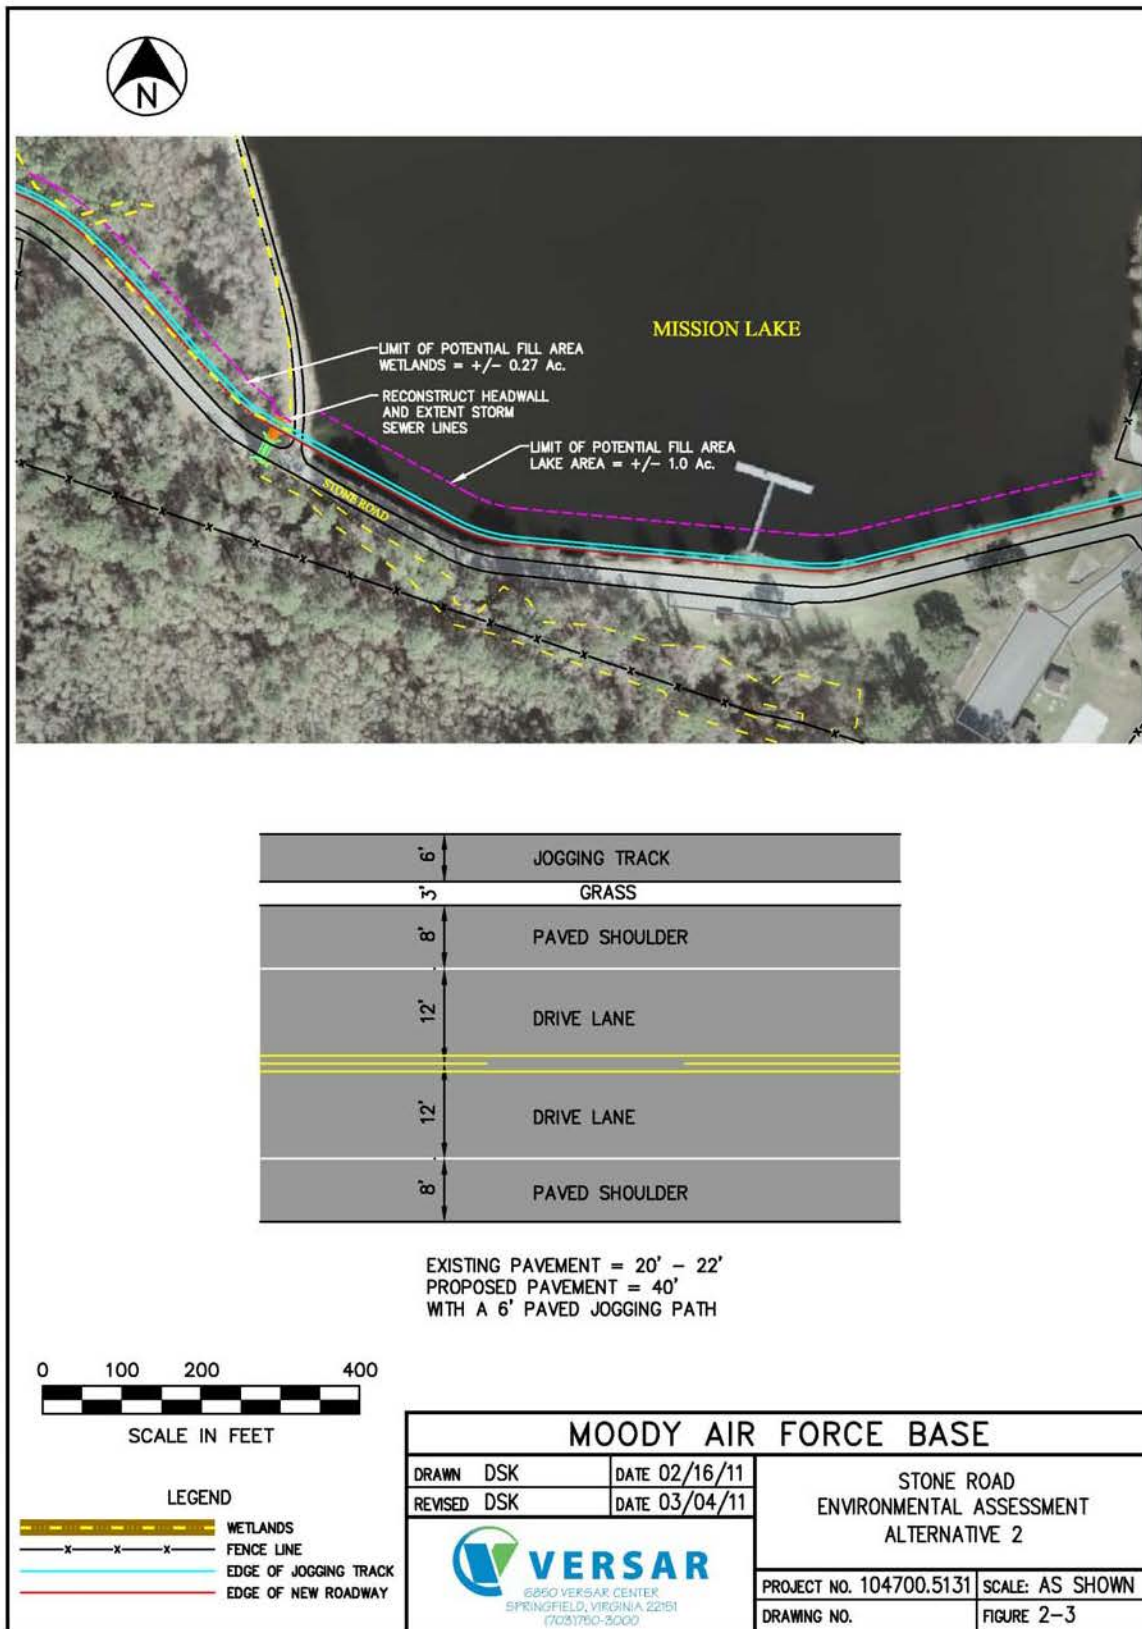 N
MISSION LAKE
LIMIT OF POTENTIAL FILL AREA
WETLANDS = +/- 0.27 Ac.
RECONSTRUCT HEADWALL
AND EXTENT STORM
SEWER LINES
LIMIT OF POTENTIAL FILL AREA
LAKE AREA = +/- 1.0 Ac.
STONE ROAD
6' JOGGING TRACK
3' GRASS
8' PAVED SHOULDER
12' DRIVE LANE
12' DRIVE LANE
8' PAVED SHOULDER
EXISTING PAVEMENT = 20' - 22'
PROPOSED PAVEMENT = 40'
WITH A 6' PAVED JOGGING PATH
0 100 200 400
SCALE IN FEET
LEGEND
WETLANDS
FENCE LINE
EDGE OF JOGGING TRACK
EDGE OF NEW ROADWAY
MOODY AIR FORCE BASE
DRAWN DSK DATE 02/16/11
REVISED DSK DATE 03/04/11
VERSAR
6850 VERSAR CENTER
SPRINGFIELD, VIRGINIA 22151
(703)750-3000
STONE ROAD
ENVIRONMENTAL ASSESSMENT
ALTERNATIVE 2
PROJECT NO. 104700.5131 SCALE: AS SHOWN
DRAWING NO. FIGURE 2-3